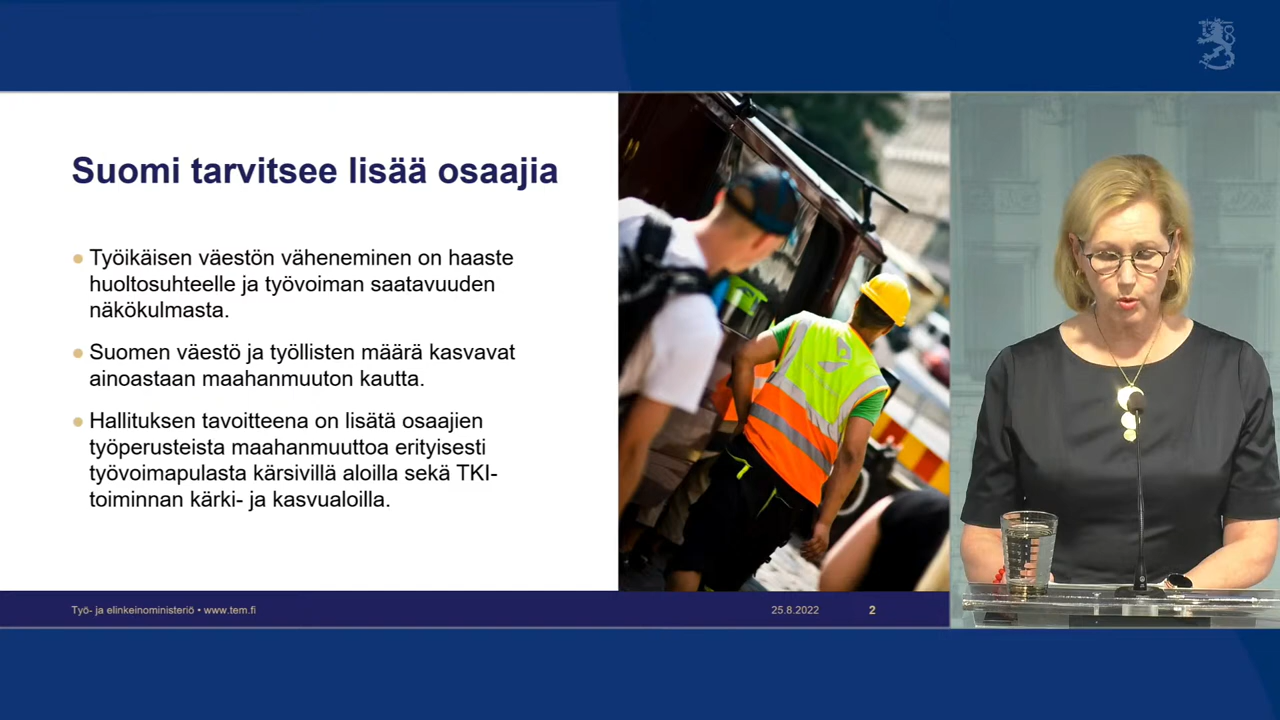 Suomi tarvitsee lisää osaajia
● Työikäisen väestön väheneminen on haaste
huoltosuhteelle ja työvoiman saatavuuden
näkökulmasta.
● Suomen väestö ja työllisten määrä kasvavat
ainoastaan maahanmuuton kautta.
● Hallituksen tavoitteena on lisätä osaajien
työperusteista maahanmuuttoa erityisesti
työvoimapulasta kärsivillä aloilla sekä TKI-
toiminnan kärki- ja kasvualoilla.
Työ- ja elinkeinoministeriö • www.tem.fi
25.8.2022
2